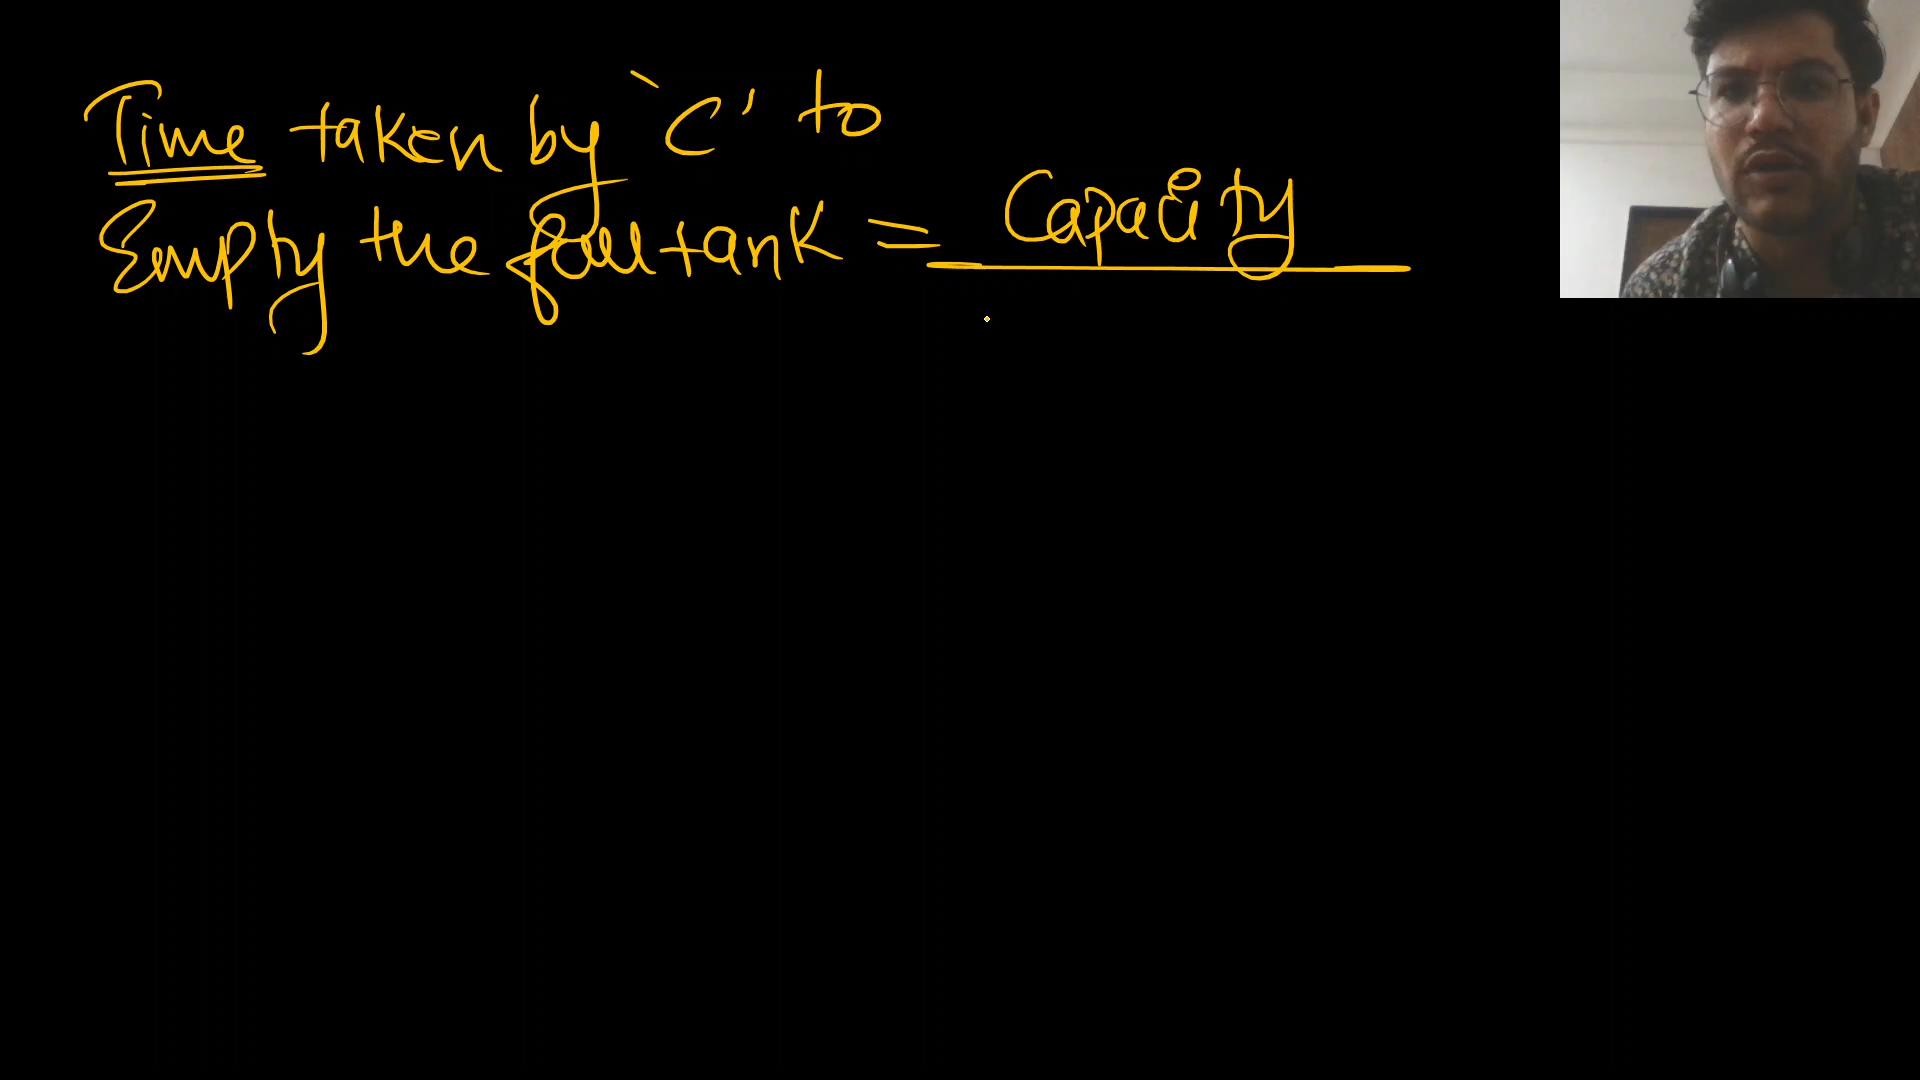 Time taken by 'C' to
Empty the full tank = Capacity